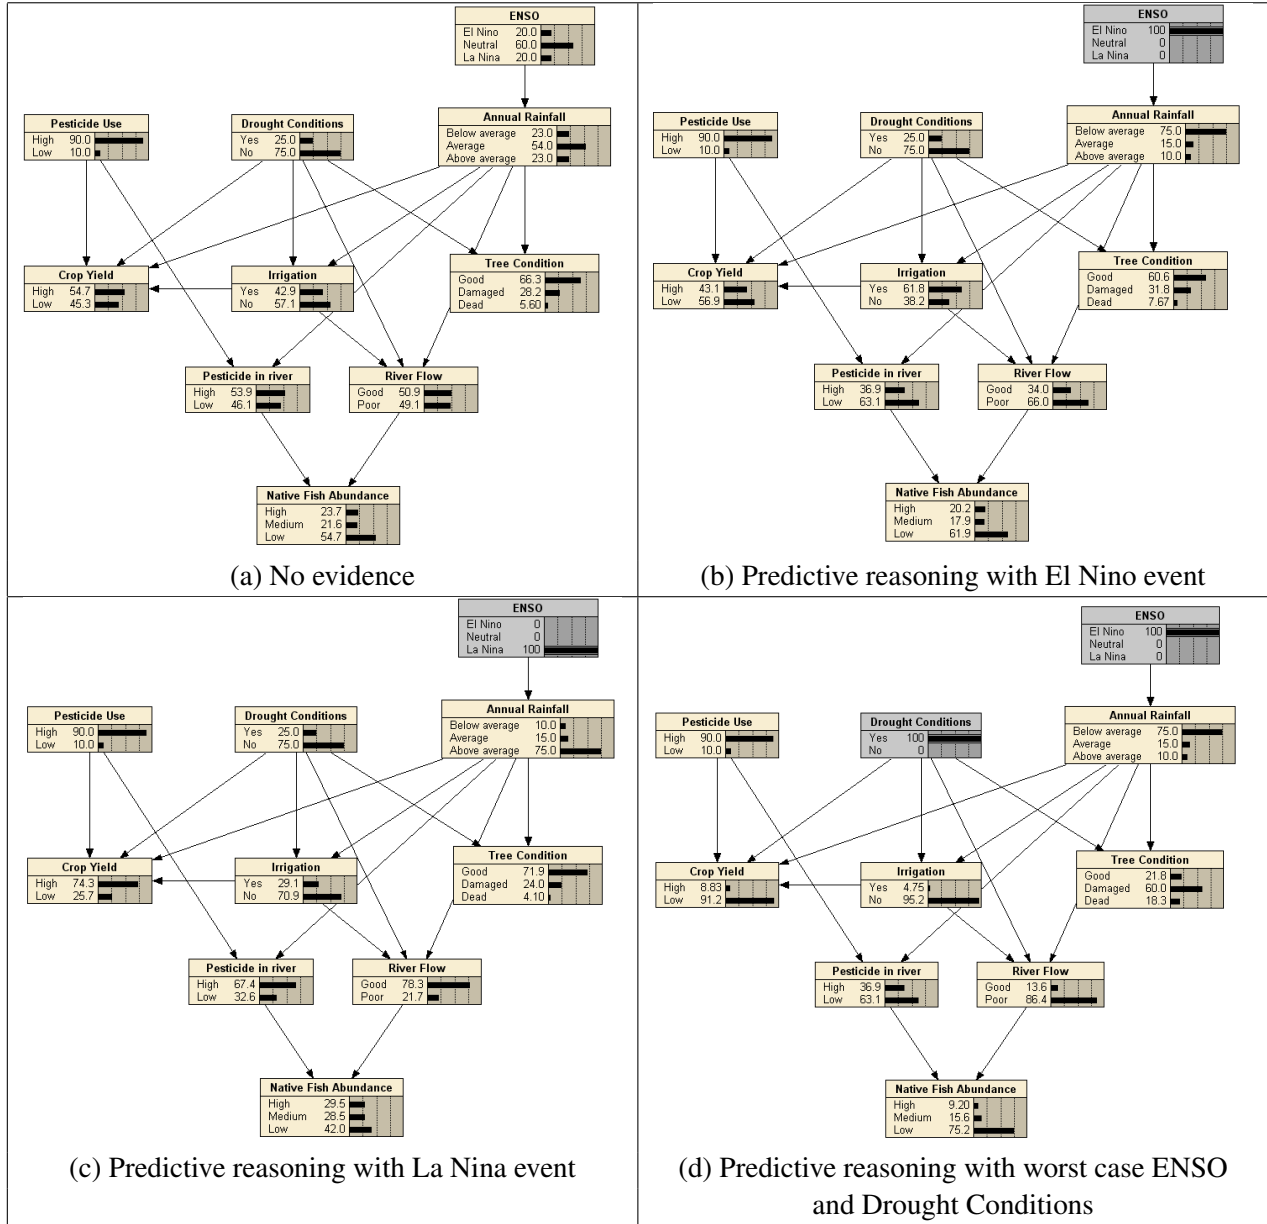 ENSO
El Nino 20.0
Neutral 60.0
La Nina 20.0
Pesticide Use
High 90.0
Low 10.0
Drought Conditions
Yes 25.0
No 75.0
Annual Rainfall
Below average 23.0
Average 54.0
Above average 23.0
Crop Yield
High 54.7
Low 45.3
Irrigation
Yes 42.9
No 57.1
Tree Condition
Good 66.3
Damaged 28.2
Dead 5.60
Pesticide in river
High 53.9
Low 46.1
River Flow
Good 50.9
Poor 49.1
Native Fish Abundance
High 23.7
Medium 21.6
Low 54.7
(a) No evidence
ENSO
El Nino 100
Neutral 0
La Nina 0
Pesticide Use
High 90.0
Low 10.0
Drought Conditions
Yes 25.0
No 75.0
Annual Rainfall
Below average 75.0
Average 15.0
Above average 10.0
Crop Yield
High 43.1
Low 56.9
Irrigation
Yes 61.8
No 38.2
Tree Condition
Good 60.6
Damaged 31.8
Dead 7.67
Pesticide in river
High 36.9
Low 63.1
River Flow
Good 34.0
Poor 66.0
Native Fish Abundance
High 20.2
Medium 17.9
Low 61.9
(b) Predictive reasoning with El Nino event
ENSO
El Nino 0
Neutral 0
La Nina 100
Pesticide Use
High 90.0
Low 10.0
Drought Conditions
Yes 25.0
No 75.0
Annual Rainfall
Below average 10.0
Average 15.0
Above average 75.0
Crop Yield
High 74.3
Low 25.7
Irrigation
Yes 29.1
No 70.9
Tree Condition
Good 71.9
Damaged 24.0
Dead 4.10
Pesticide in river
High 67.4
Low 32.6
River Flow
Good 78.3
Poor 21.7
Native Fish Abundance
High 29.5
Medium 28.5
Low 42.0
(c) Predictive reasoning with La Nina event
ENSO
El Nino 100
Neutral 0
La Nina 0
Pesticide Use
High 90.0
Low 10.0
Drought Conditions
Yes 100
No 0
Annual Rainfall
Below average 75.0
Average 15.0
Above average 10.0
Crop Yield
High 8.83
Low 91.2
Irrigation
Yes 4.75
No 95.2
Tree Condition
Good 21.8
Damaged 60.0
Dead 18.3
Pesticide in river
High 36.9
Low 63.1
River Flow
Good 13.6
Poor 86.4
Native Fish Abundance
High 9.20
Medium 15.6
Low 75.2
(d) Predictive reasoning with worst case ENSO
and Drought Conditions